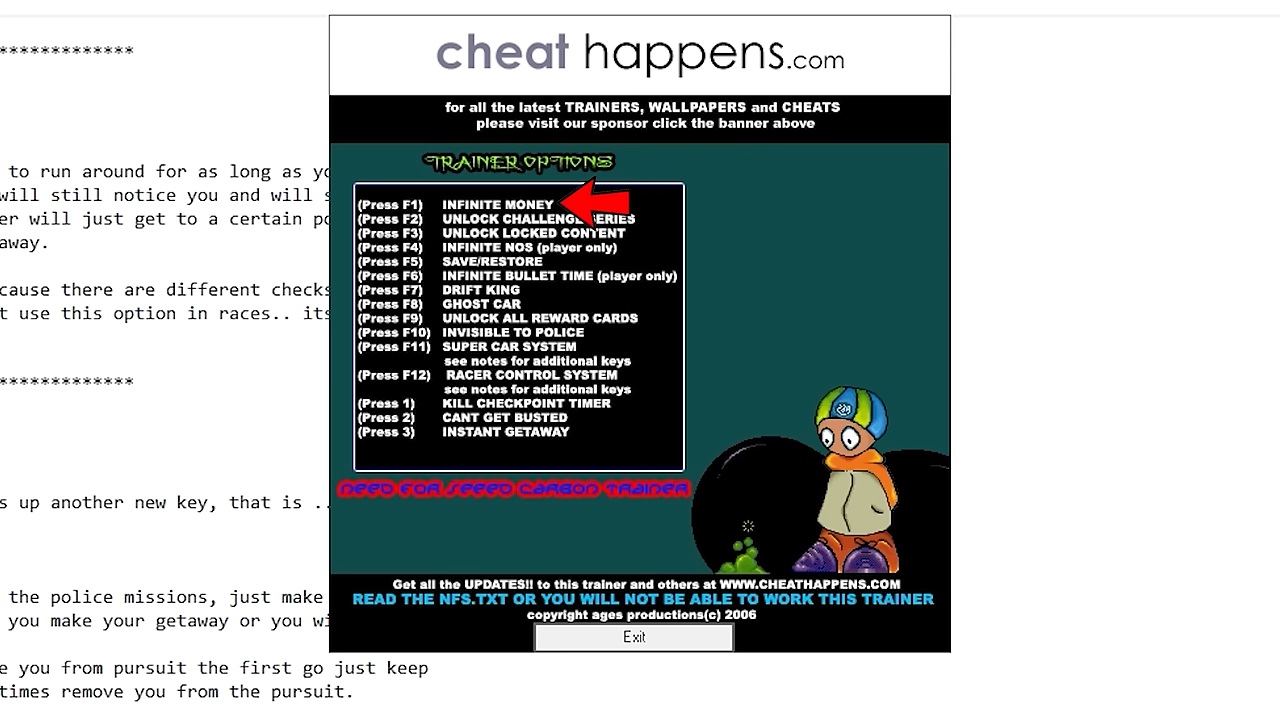 *************
cheat happens.com
for all the latest TRAINERS, WALLPAPERS and CHEATS
please visit our sponsor click the banner above
TRAINER OPTIONS
to run around for as long as
will still notice you and will
er will just get to a certain
away.
(Press F1) INFINITE MONEY
(Press F2) UNLOCK CHALLENGE SERIES
(Press F3) UNLOCK LOCKED CONTENT
(Press F4) INFINITE NOS (player only)
(Press F5) SAVE/RESTORE
(Press F6) INFINITE BULLET TIME (player only)
(Press F7) DRIFT KING
(Press F8) GHOST CAR
(Press F9) UNLOCK ALL REWARD CARDS
(Press F10) INVISIBLE TO POLICE
(Press F11) SUPER CAR SYSTEM
see notes for additional keys
(Press F12) RACER CONTROL SYSTEM
see notes for additional keys
(Press 1) KILL CHECKPOINT TIMER
(Press 2) CANT GET BUSTED
(Press 3) INSTANT GETAWAY
cause there are different checks
t use this option in races.. its
*************
NEED FOR SPEED CARBON TRAINER
s up another new key, that is ..
Get all the UPDATES!! to this trainer and others at WWW.CHEATHAPPENS.COM
READ THE NFS.TXT OR YOU WILL NOT BE ABLE TO WORK THIS TRAINER
copyright ages productions(c) 2006
Exit
the police missions, just make
you make your getaway or you
e you from pursuit the first go just keep
times remove you from the pursuit.